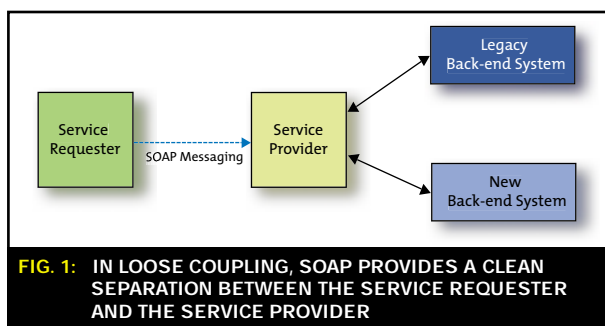 Legacy
Back-end System
Service
Requester
SOAP Messaging
Service
Provider
New
Back-end System
FIG. 1: IN LOOSE COUPLING, SOAP PROVIDES A CLEAN
SEPARATION BETWEEN THE SERVICE REQUESTER
AND THE SERVICE PROVIDER